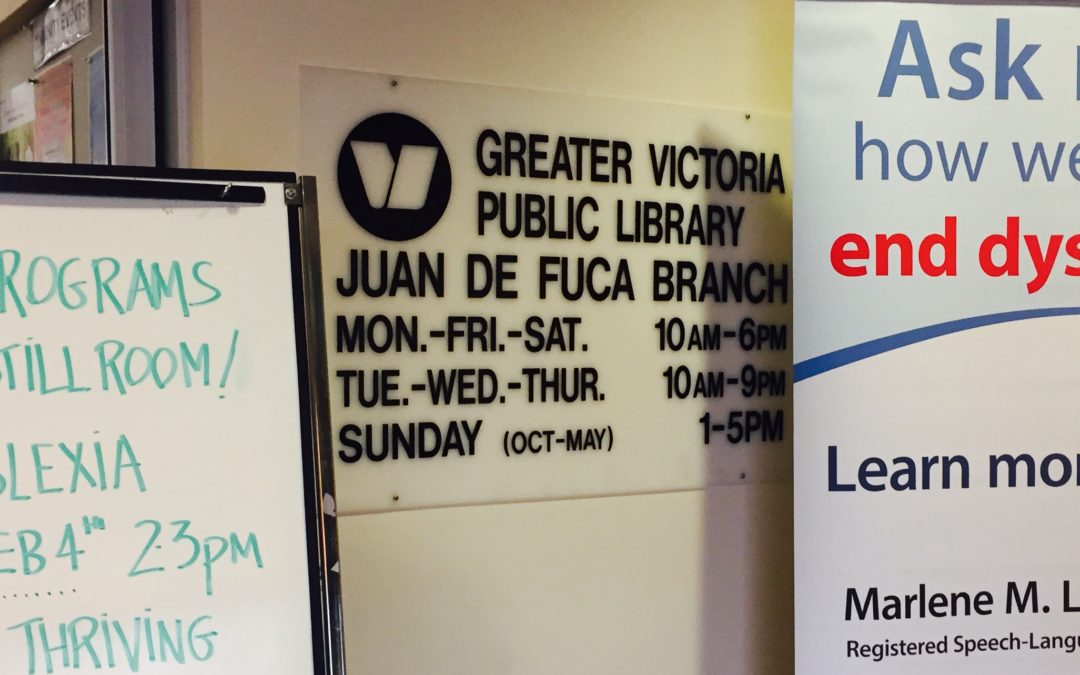 ROGRAMS
STILL ROOM!
SLEXIA
EB 4th 2-3pm
THRiViNG
GREATER VICTORIA
PUBLIC LIBRARY
JUAN DE FUCA BRANCH
MON.-FRI.-SAT. 10AM-6PM
TUE.-WED.-THUR. 10AM-9PM
SUNDAY (OCT-MAY) 1-5PM
Ask
how we
end dys
Learn mor
Marlene M. L
Registered Speech-Langu